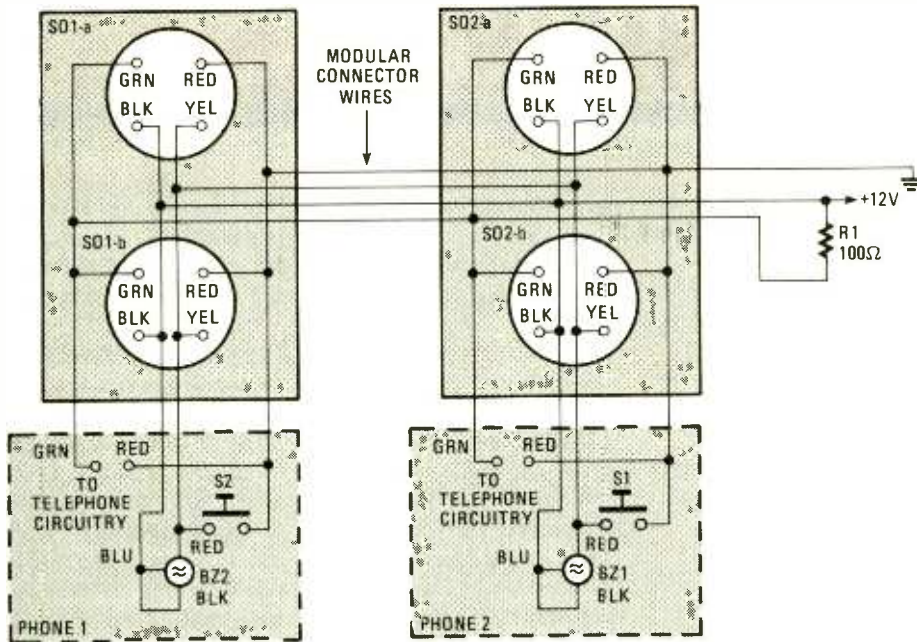 SO1-a
GRN RED
BLK YEL
MODULAR
CONNECTOR
WIRES
SO2-a
GRN RED
BLK YEL
+12V
R1
100Ω
SO1-b
GRN RED
BLK YEL
SO2-b
GRN RED
BLK YEL
GRN RED
TO
TELEPHONE
CIRCUITRY
S2
RED
BLU
BZ2
BLK
PHONE 1
GRN RED
TO
TELEPHONE
CIRCUITRY
S1
RED
BLU
BZ1
BLK
PHONE 2